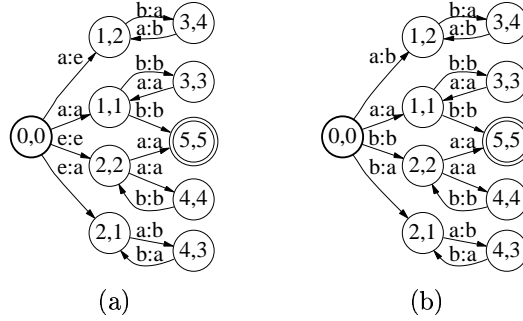 b:a
3,4
1,2
a:b
a:e
b:b
3,3
a:a
a:a
1,1
b:b
0,0
e:e
5,5
e:a
a:a
2,2
a:a
4,4
b:b
2,1
a:b
4,3
b:a
(a)
b:a
3,4
1,2
a:b
a:b
b:b
3,3
a:a
a:a
1,1
b:b
0,0
b:b
5,5
b:a
a:a
2,2
a:a
4,4
b:b
2,1
a:b
4,3
b:a
(b)